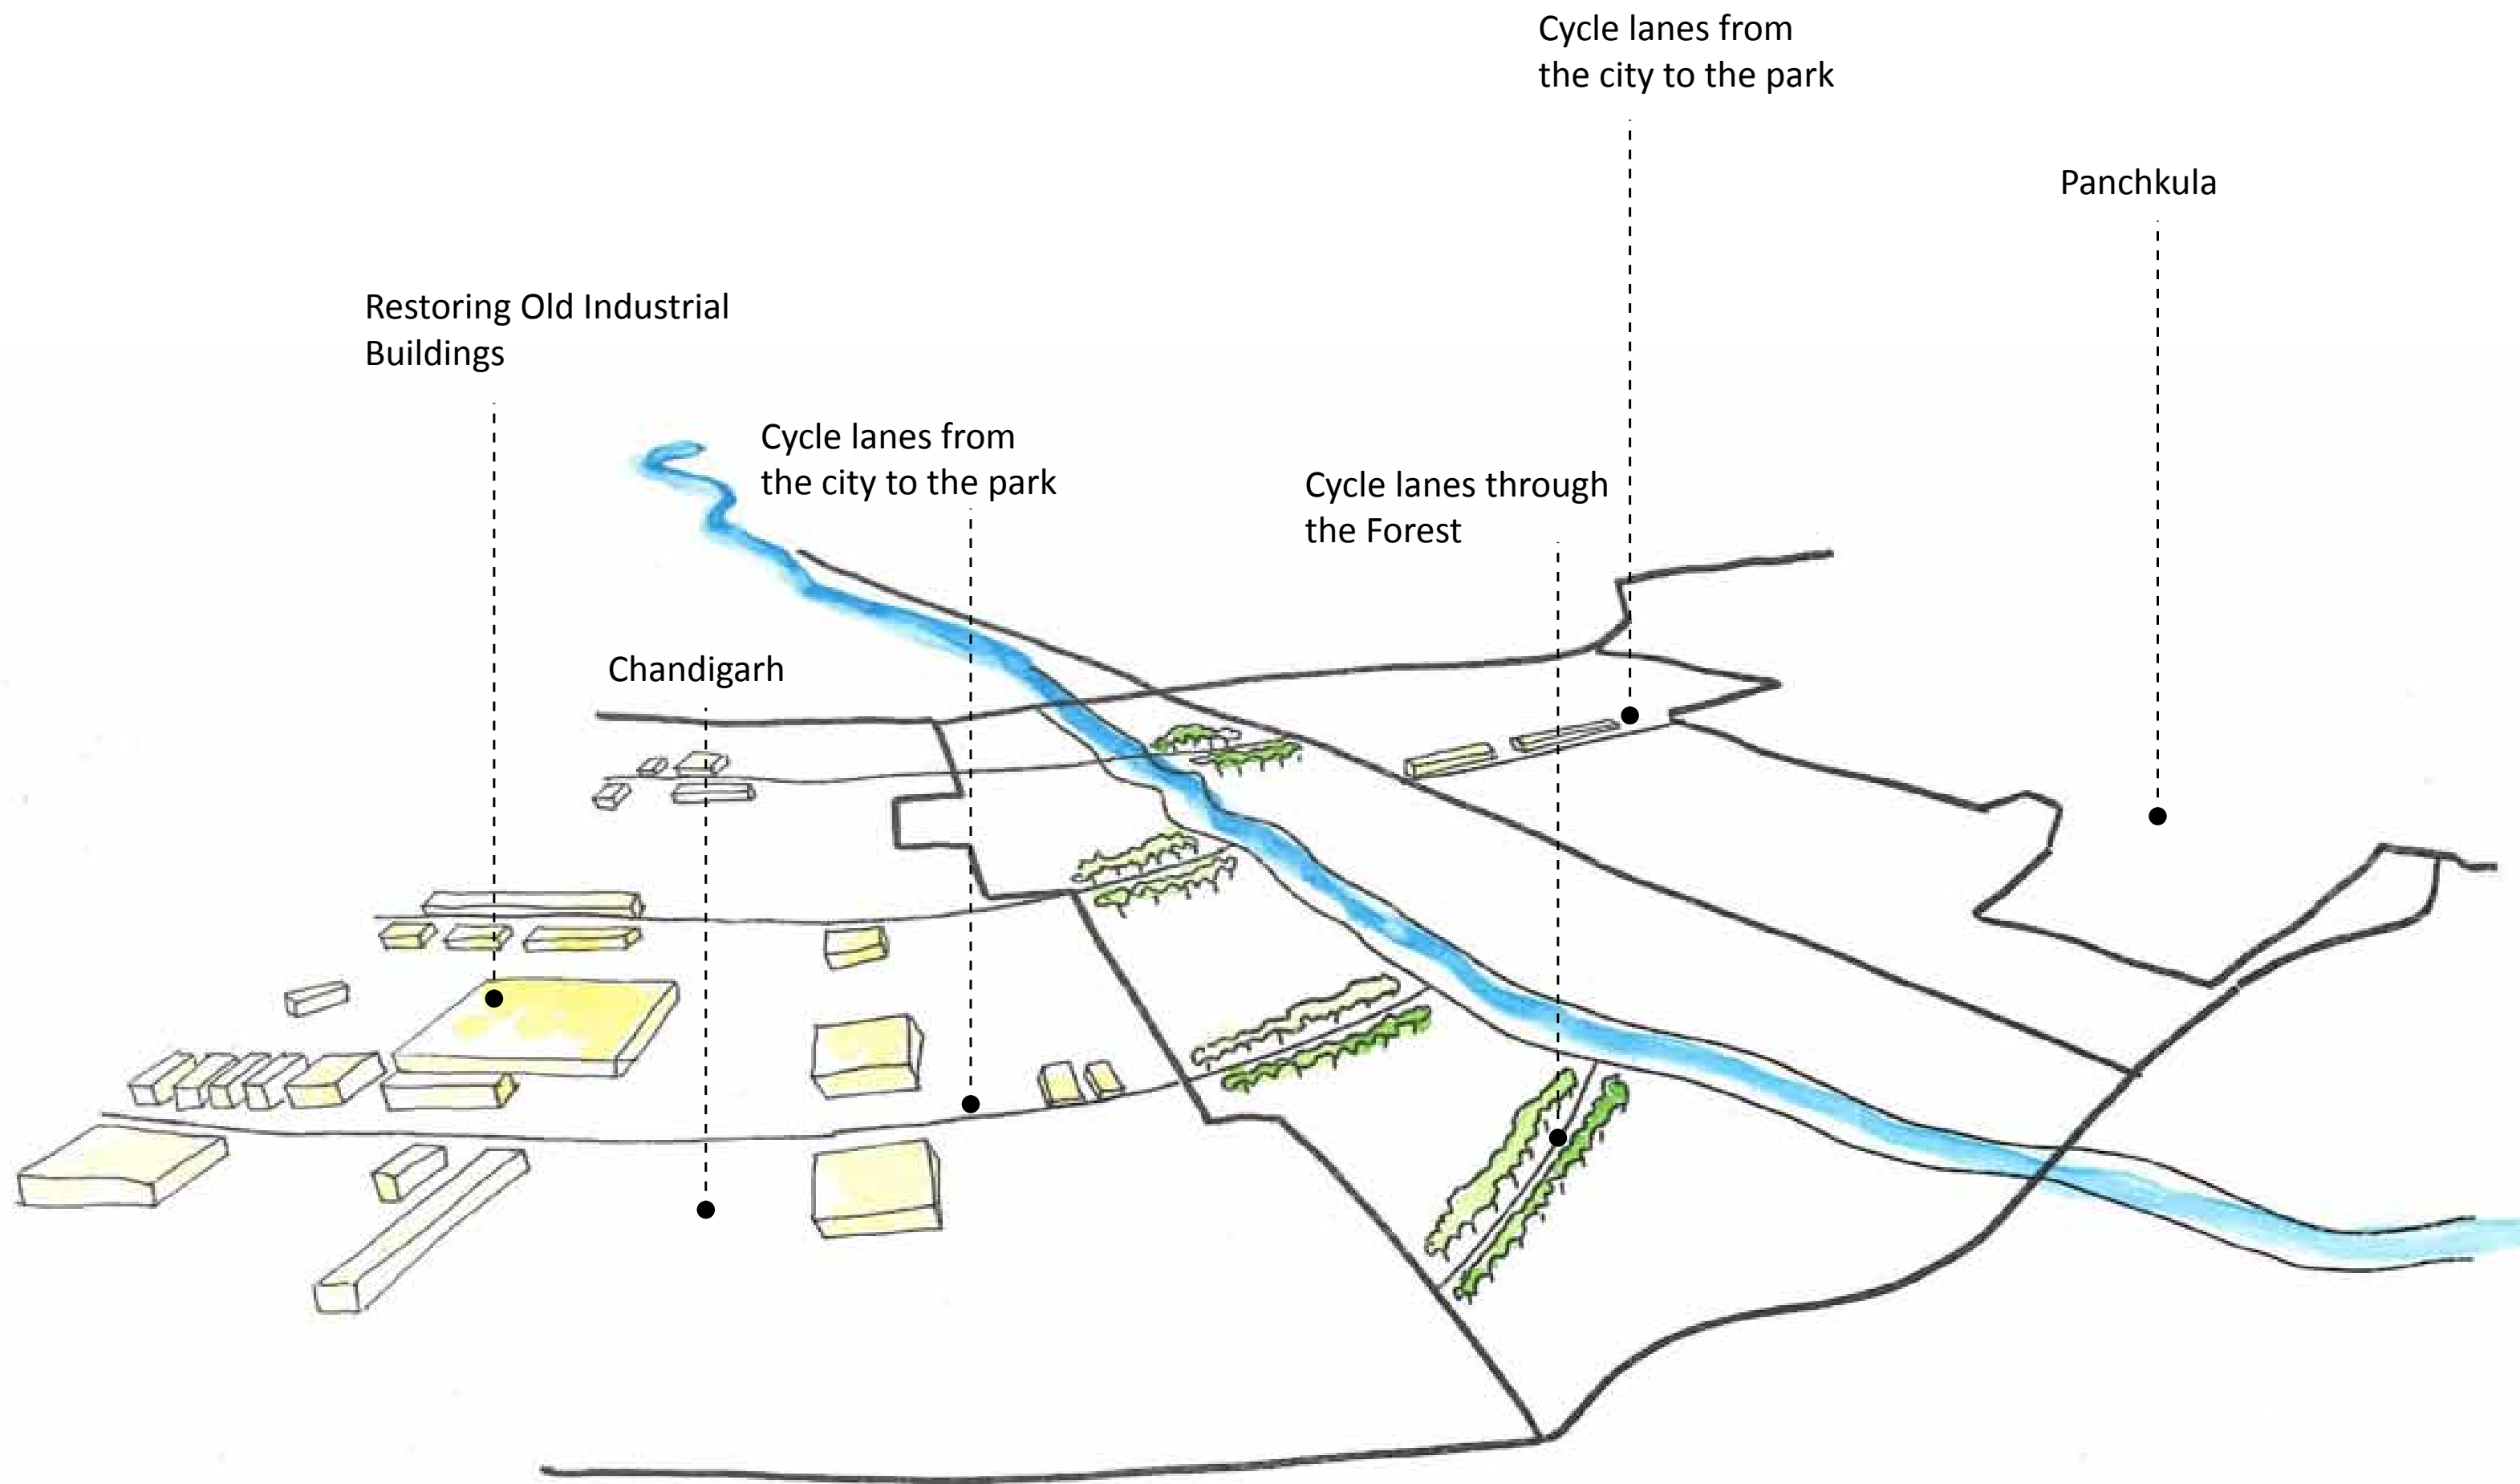 Cycle lanes from
the city to the park
Panchkula
Restoring Old Industrial
Buildings
Cycle lanes from
the city to the park
Cycle lanes through
the Forest
Chandigarh